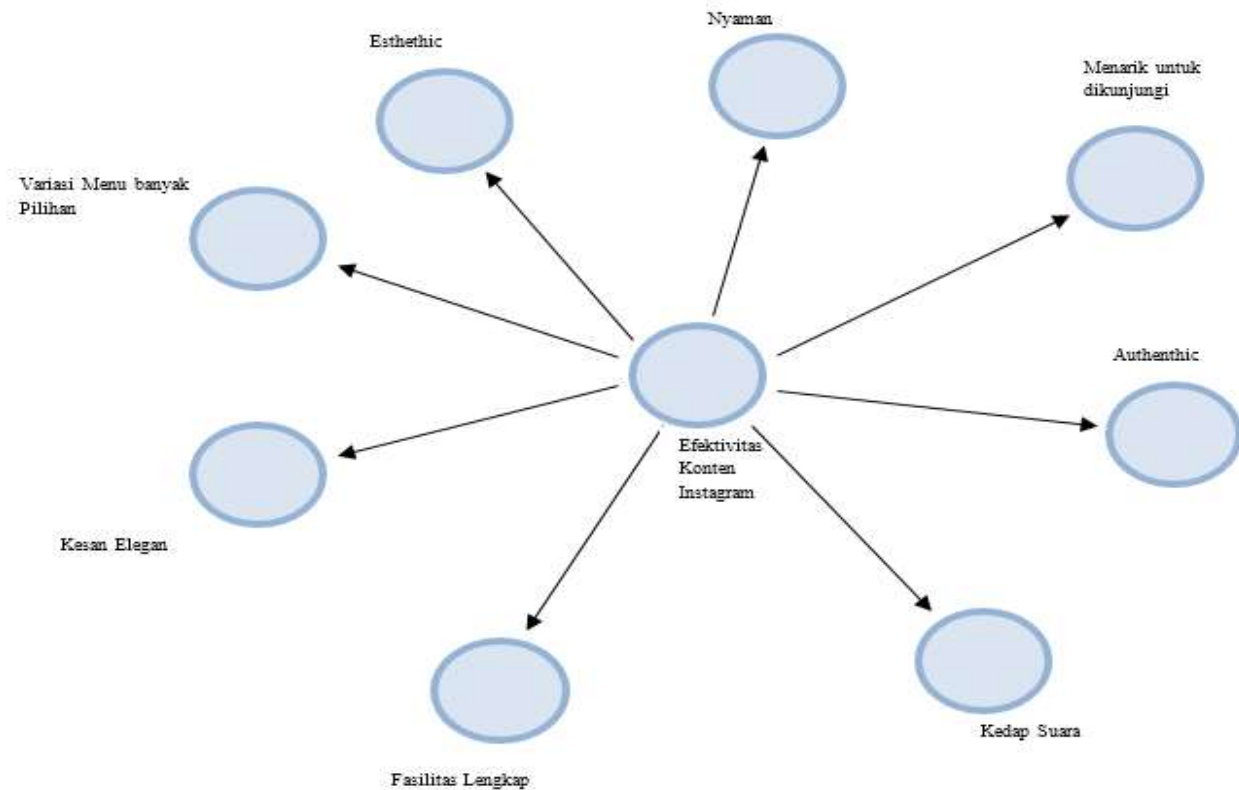 Nyaman
Esthethic
Menarik untuk
dikunjungi
Variasi Menu banyak
Pilihan
Authenthic
Efektivitas
Konten
Instagram
Kesan Elegan
Kedap Suara
Fasilitas Lengkap